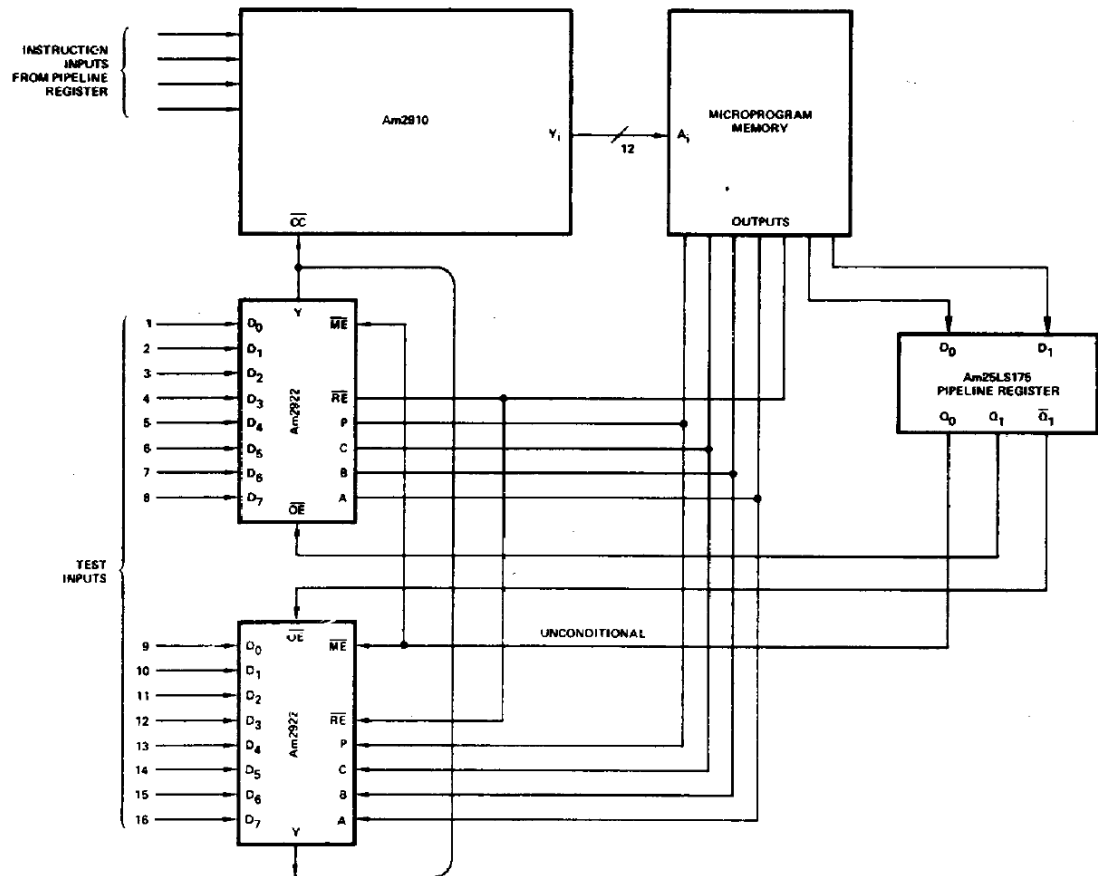 INSTRUCTION
INPUTS
FROM PIPELINE
REGISTER
Am2910
Yi
12
CC
MICROPROGRAM
MEMORY
Ai
OUTPUTS
Am25LS175
PIPELINE REGISTER
D0 D1
Q0 Q1 Q1
TEST
INPUTS
Am2922
Y
1 D0 ME
2 D1
3 D2
4 D3 RE
5 D4 P
6 D5 C
7 D6 B
8 D7 A
OE
UNCONDITIONAL
Am2922
OE
9 D0 ME
10 D1
11 D2
12 D3 RE
13 D4 P
14 D5 C
15 D6 B
16 D7 A
Y